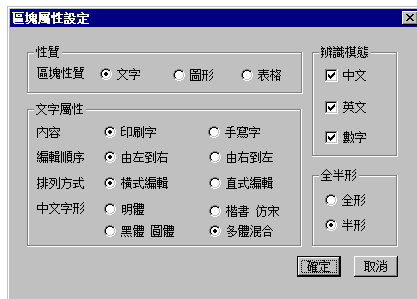 區塊屬性設定
性質
區塊性質 文字 圖形 表格
文字屬性
內容 印刷字 手寫字
編輯順序 由左到右 由右到左
排列方式 橫式編輯 直式編輯
中文字形 明體 楷書 仿宋
黑體 圓體 多體混合
辨識模態
中文
英文
數字
全半形
全形
半形
確定 取消